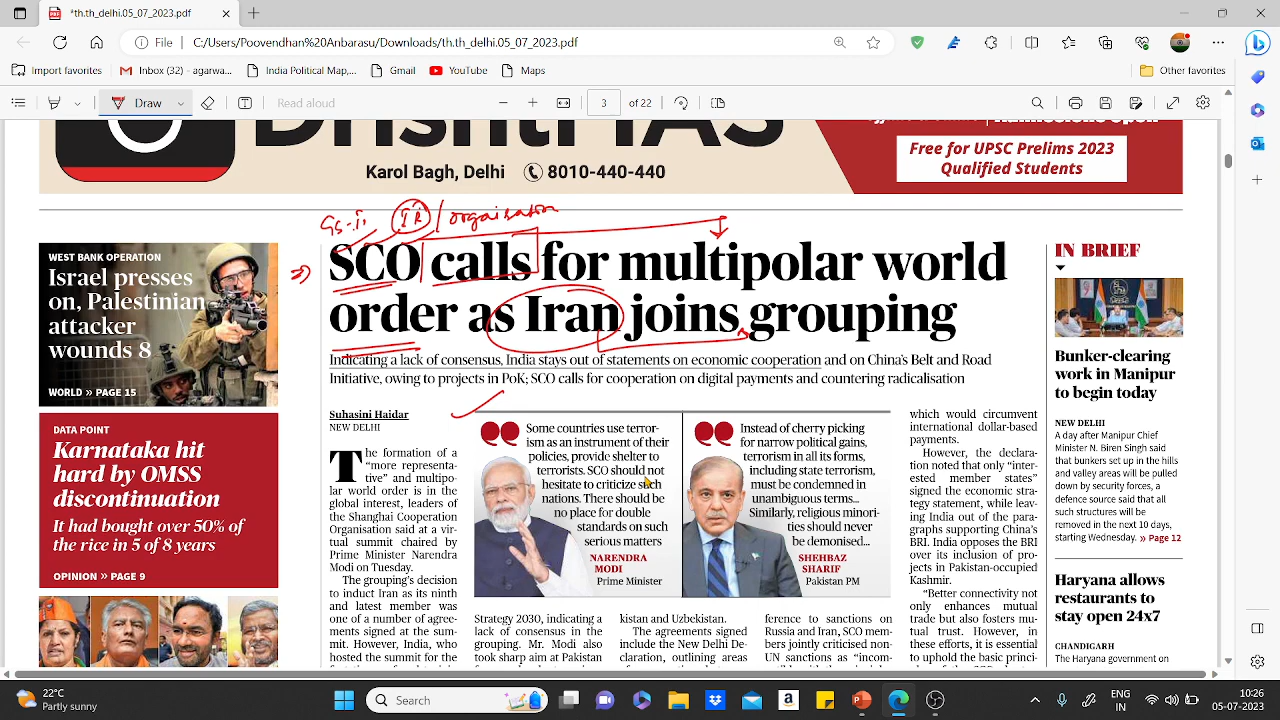 *th.th_delhi.05_07_2023.pdf
File
C:/Users/Poovendhan%20Anbarasu/Downloads/th.th_delhi.05_07_2023.pdf
Import favorites
Inbox (32) - agarwa...
India Political Map...
Gmail
YouTube
Maps
Other favorites
Draw
Read aloud
3
of 22
DrishtiIAS
Karol Bagh, Delhi
8010-440-440
Free for UPSC Prelims 2023
Qualified Students
GS-II
IR
orgaisation
WEST BANK OPERATION
Israel presses
on, Palestinian
attacker
wounds 8
WORLD » PAGE 15
DATA POINT
Karnataka hit
hard by OMSS
discontinuation
It had bought over 50% of
the rice in 5 of 8 years
OPINION » PAGE 9
SCO calls for multipolar world
order as Iran joins grouping
Indicating a lack of consensus, India stays out of statements on economic cooperation and on China's Belt and Road
Initiative, owing to projects in PoK; SCO calls for cooperation on digital payments and countering radicalisation
Suhasini Haidar
NEW DELHI
The formation of a
“more representa-
tive” and multipo-
lar world order is in the
global interest, leaders of
the Shanghai Cooperation
Organisation said at a vir-
tual summit chaired by
Prime Minister Narendra
Modi on Tuesday.
The grouping's decision
to induct Iran as its ninth
and latest member was
one of a number of agree-
ments signed at the sum-
mit. However, India, who
hosted the summit for the
Some countries use terror-
ism as an instrument of their
policies, provide shelter to
terrorists. SCO should not
hesitate to criticize such
nations. There should be
no place for double
standards on such
serious matters
NARENDRA
MODI
Prime Minister
Instead of cherry picking
for narrow political gains,
terrorism in all its forms,
including state terrorism,
must be condemned in
unambiguous terms...
Similarly, religious minori-
ties should never
be demonised...
SHEHBAZ
SHARIF
Pakistan PM
Strategy 2030, indicating a
lack of consensus in the
grouping. Mr. Modi also
took sharp aim at Pakistan
kistan and Uzbekistan.
The agreements signed
include the New Delhi De-
claration, outlining areas
ference to sanctions on
Russia and Iran, SCO mem-
bers jointly criticised non-
UN sanctions as “incom-
which would circumvent
international dollar-based
payments.
However, the declara-
tion noted that only “inter-
ested member states”
signed the economic stra-
tegy statement, while leav-
ing India out of the para-
graphs supporting China's
BRI. India opposes the BRI
over its inclusion of pro-
jects in Pakistan-occupied
Kashmir.
“Better connectivity not
only enhances mutual
trade but also fosters mu-
tual trust. However, in
these efforts, it is essential
to uphold the basic princi-
IN BRIEF
Bunker-clearing
work in Manipur
to begin today
NEW DELHI
A day after Manipur Chief
Minister N. Biren Singh said
that bunkers set up in the hills
and valley areas will be pulled
down by security forces, a
defence source said that all
such structures will be
removed in the next 10 days,
starting Wednesday. » Page 12
Haryana allows
restaurants to
stay open 24x7
CHANDIGARH
The Haryana government on
22°C
Partly sunny
Search
ENG
IN
10:26
05-07-2023